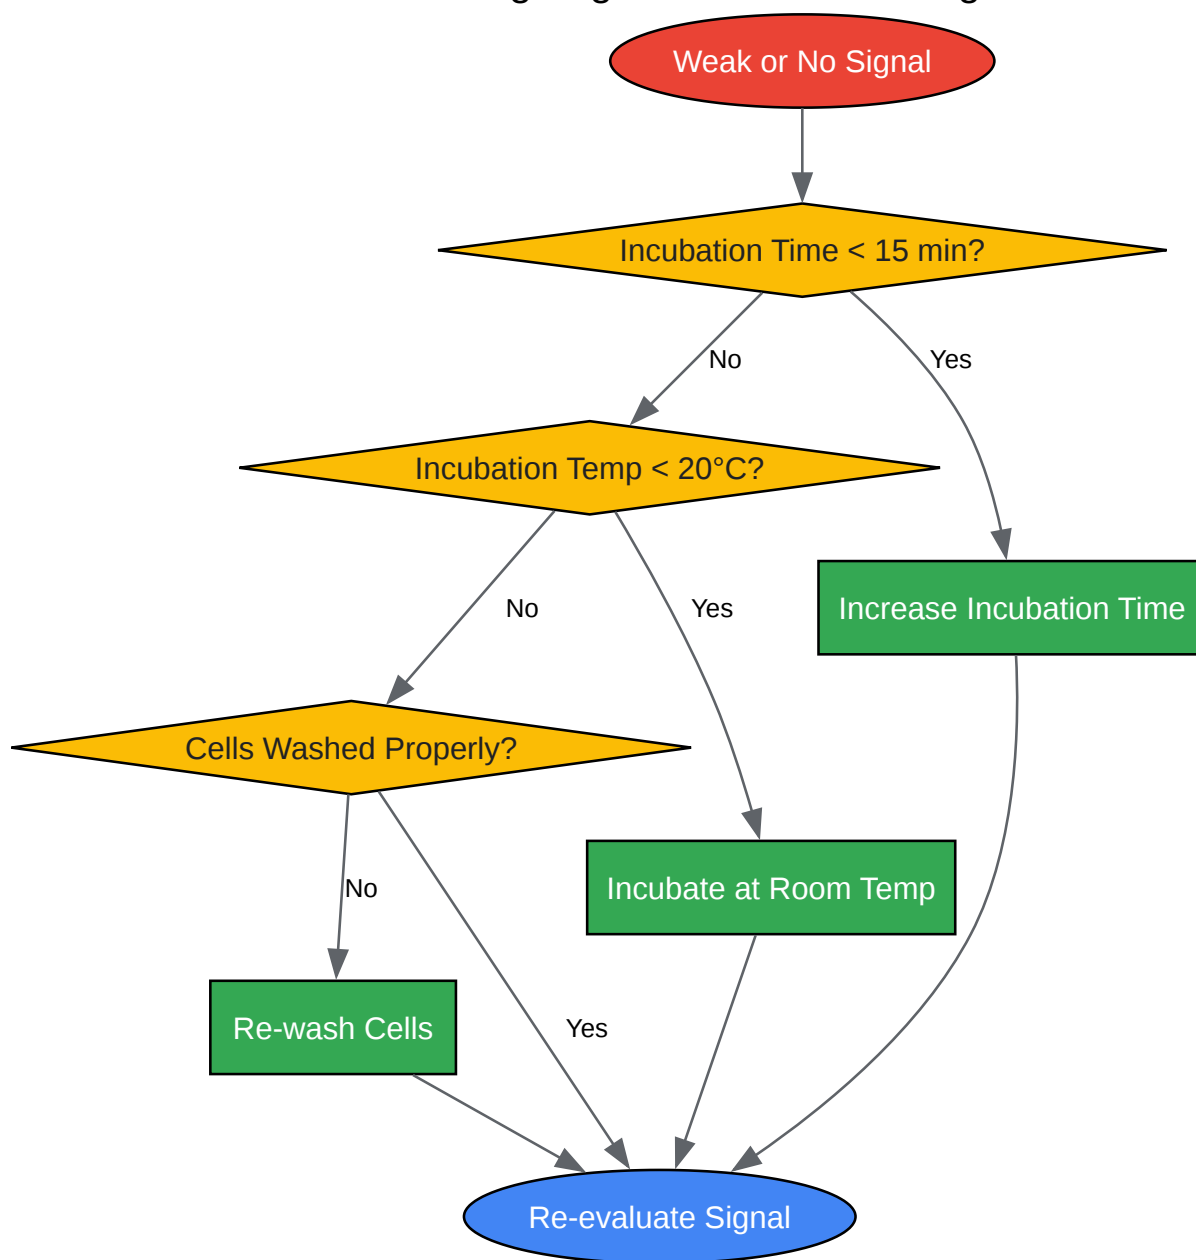 Weak or No Signal
Incubation Time < 15 min?
No
Yes
Incubation Temp < 20°C?
No
Yes
Increase Incubation Time
Cells Washed Properly?
No
Incubate at Room Temp
Re-wash Cells
Yes
Re-evaluate Signal